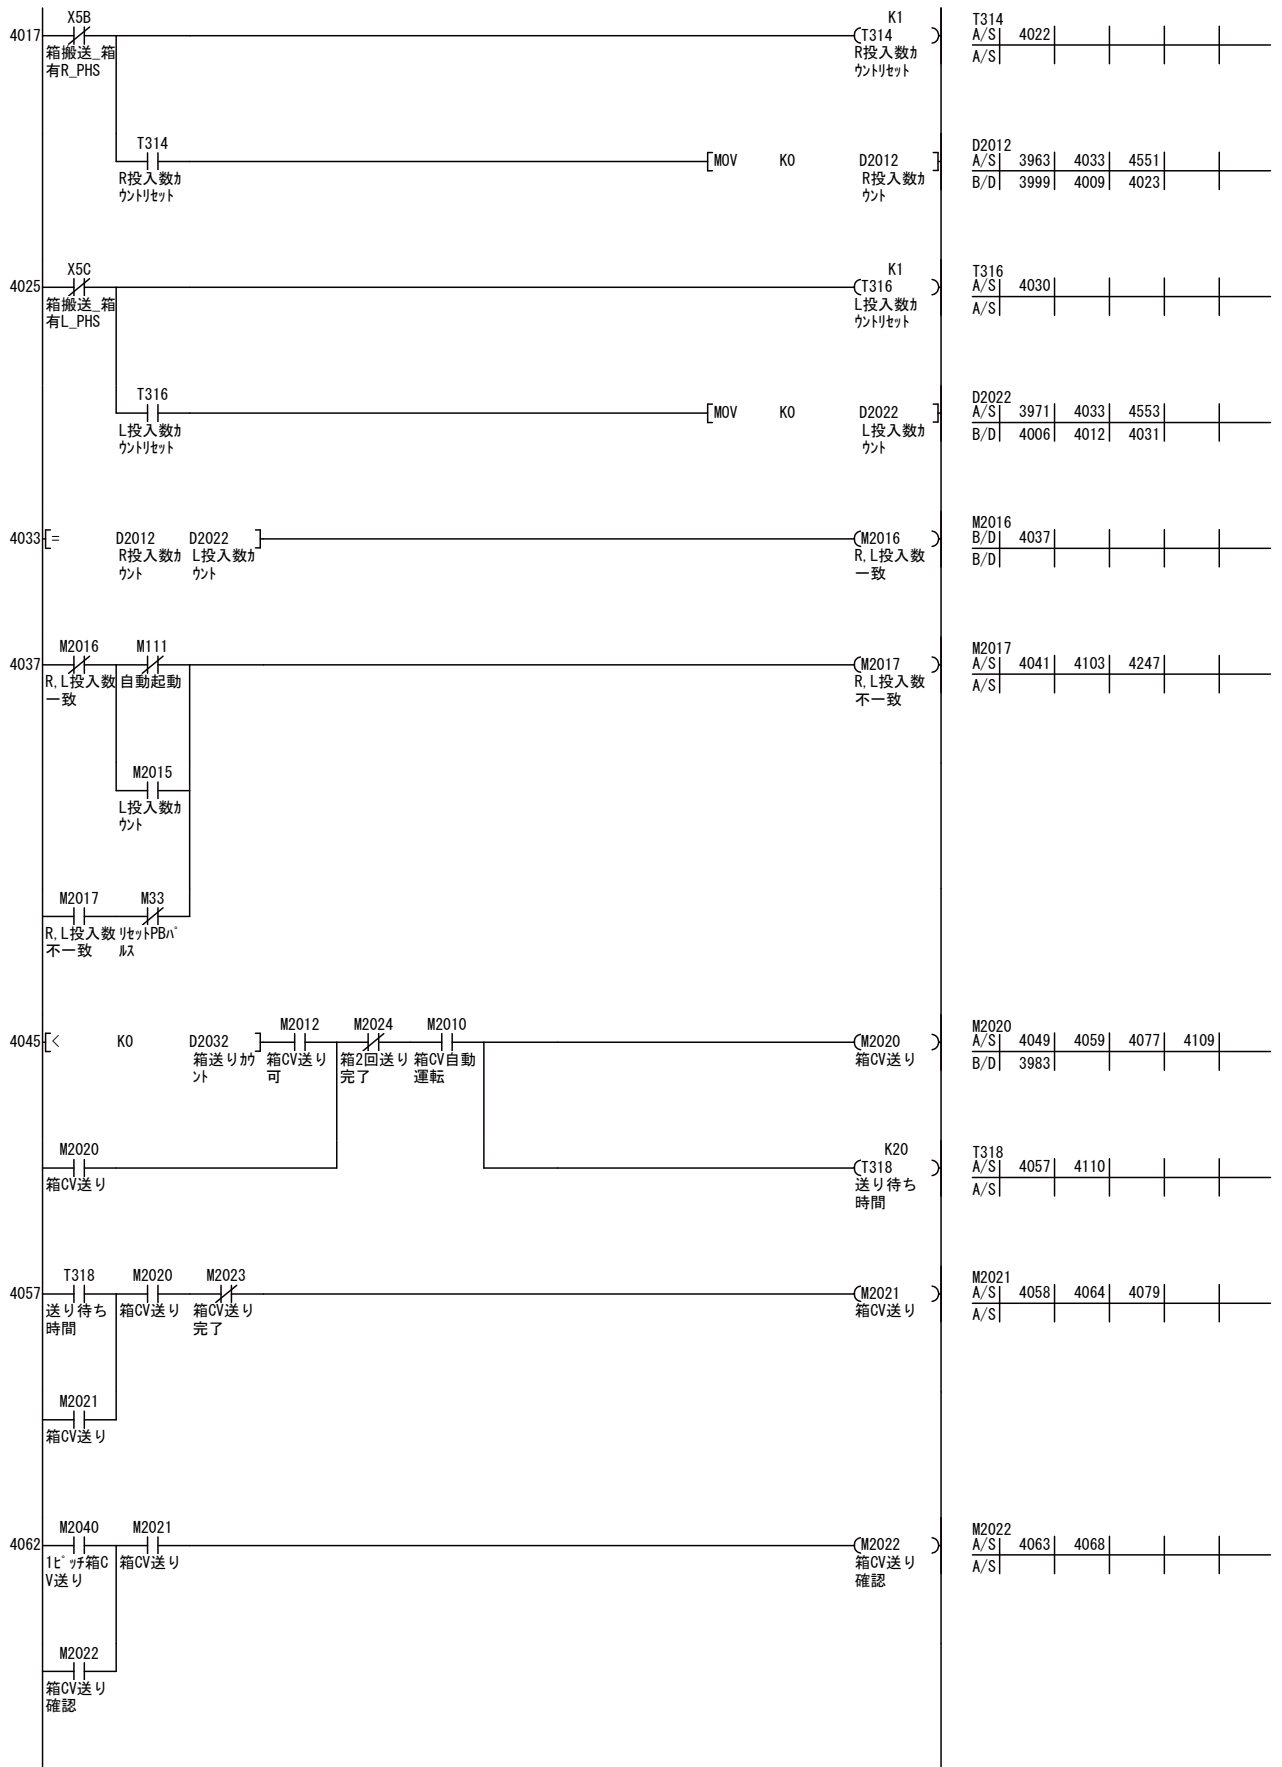 X5B K1 T314
4017 (T314 ) A/S 4022
箱搬送_箱 R投入数ｶ A/S
有R_PHS ｳﾝﾄﾘｾｯﾄ
T314 D2012
[MOV K0 D2012 ] A/S 3963 4033 4551
R投入数ｶ R投入数ｶ B/D 3999 4009 4023
ｳﾝﾄﾘｾｯﾄ ｳﾝﾄ
X5C K1 T316
4025 (T316 ) A/S 4030
箱搬送_箱 L投入数ｶ A/S
有L_PHS ｳﾝﾄﾘｾｯﾄ
T316 D2022
[MOV K0 D2022 ] A/S 3971 4033 4553
L投入数ｶ L投入数ｶ B/D 4006 4012 4031
ｳﾝﾄﾘｾｯﾄ ｳﾝﾄ
M2016
4033 [= D2012 D2022 ] (M2016 ) B/D 4037
R投入数ｶ L投入数ｶ R,L投入数 B/D
ｳﾝﾄ ｳﾝﾄ 一致
M2016 M111 M2017
4037 (M2017 ) A/S 4041 4103 4247
R,L投入数 自動起動 R,L投入数 A/S
一致 不一致
M2015
L投入数ｶ
ｳﾝﾄ
M2017 M33
R,L投入数 ﾘｾｯﾄPBﾊﾟ
不一致 ﾙｽ
M2012 M2024 M2010 M2020
4045 [< K0 D2032 ] (M2020 ) A/S 4049 4059 4077 4109
箱送りｶｳ 箱CV送り 箱2回送り 箱CV自動 箱CV送り B/D 3983
ﾝﾄ 可 完了 運転
M2020 K20 T318
(T318 ) A/S 4057 4110
箱CV送り 送り待ち A/S
時間
T318 M2020 M2023 M2021
4057 (M2021 ) A/S 4058 4064 4079
送り待ち 箱CV送り 箱CV送り 箱CV送り A/S
時間 完了
M2021
箱CV送り
M2040 M2021 M2022
4062 (M2022 ) A/S 4063 4068
1ﾋﾟｯﾁ箱C 箱CV送り 箱CV送り A/S
V送り 確認
M2022
箱CV送り
確認